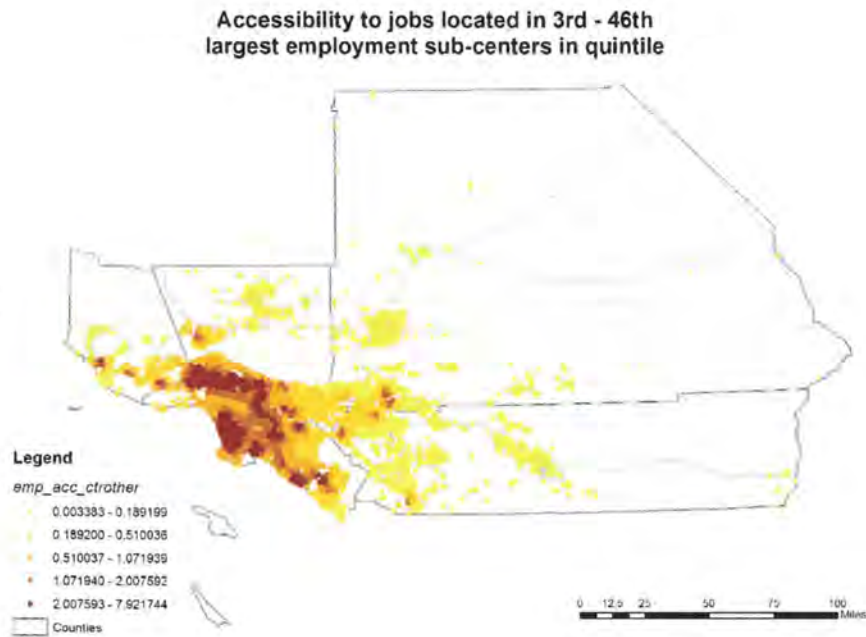 Accessibility to jobs located in 3rd - 46th
largest employment sub-centers in quintile
Legend
emp_acc_ctrother
0.003383 - 0.189199
0.189200 - 0.510036
0.510037 - 1.071939
1.071940 - 2.007592
2.007593 - 7.921744
Counties
0 12.5 25 50 75 100
Miles